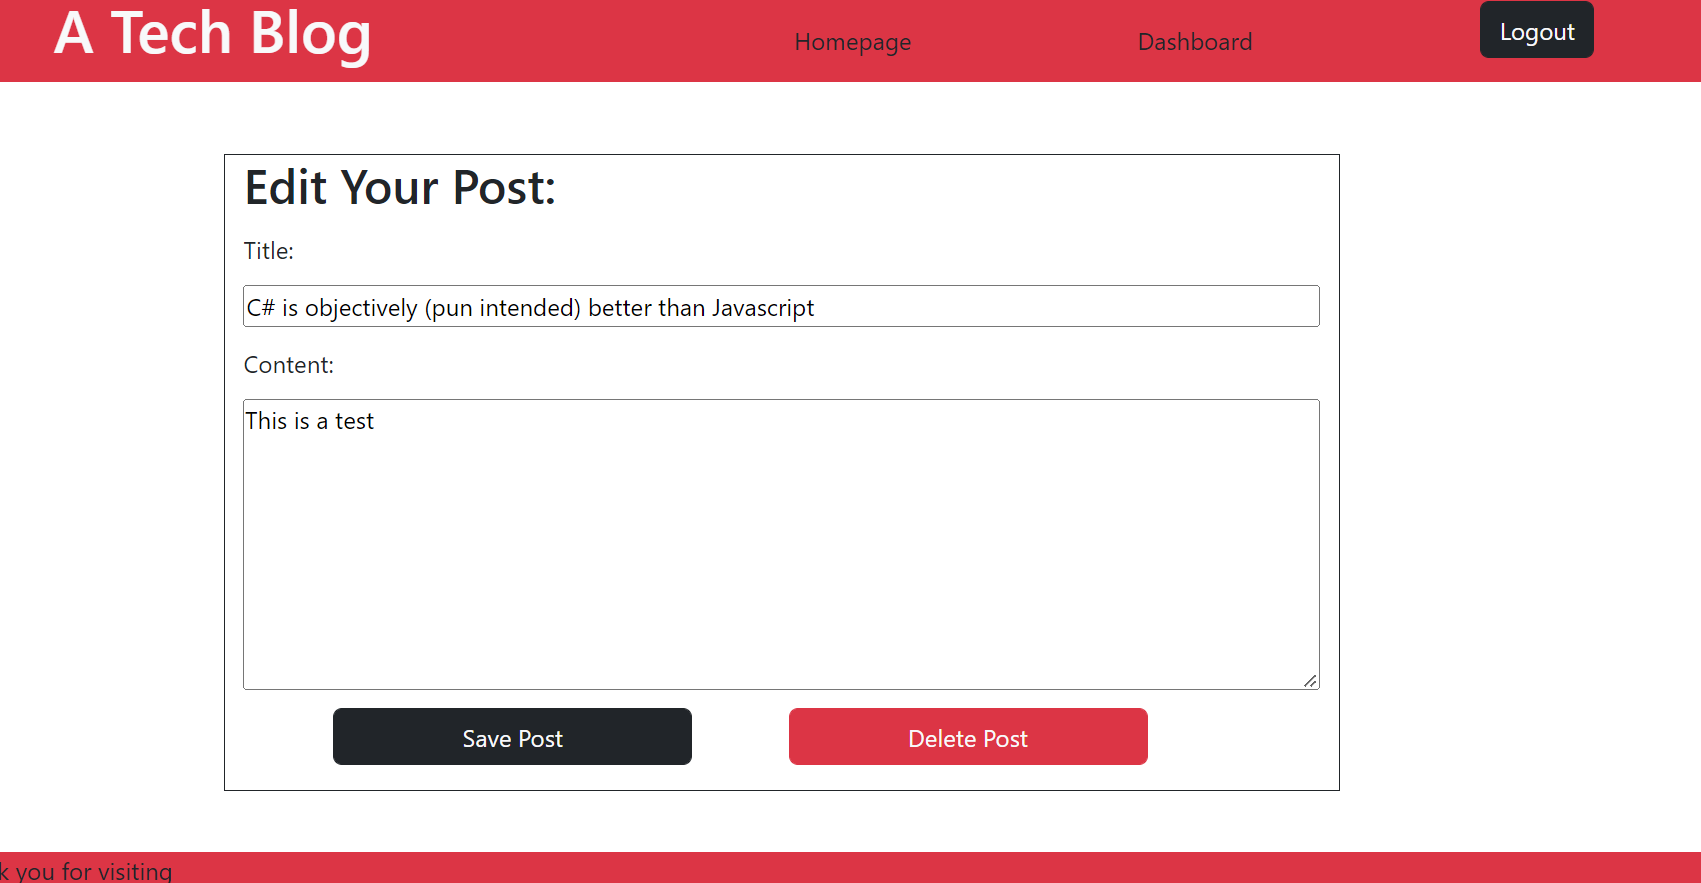 A Tech Blog
Homepage
Dashboard
Logout
Edit Your Post:
Title:
C# is objectively (pun intended) better than Javascript
Content:
This is a test
Save Post
Delete Post
k you for visiting